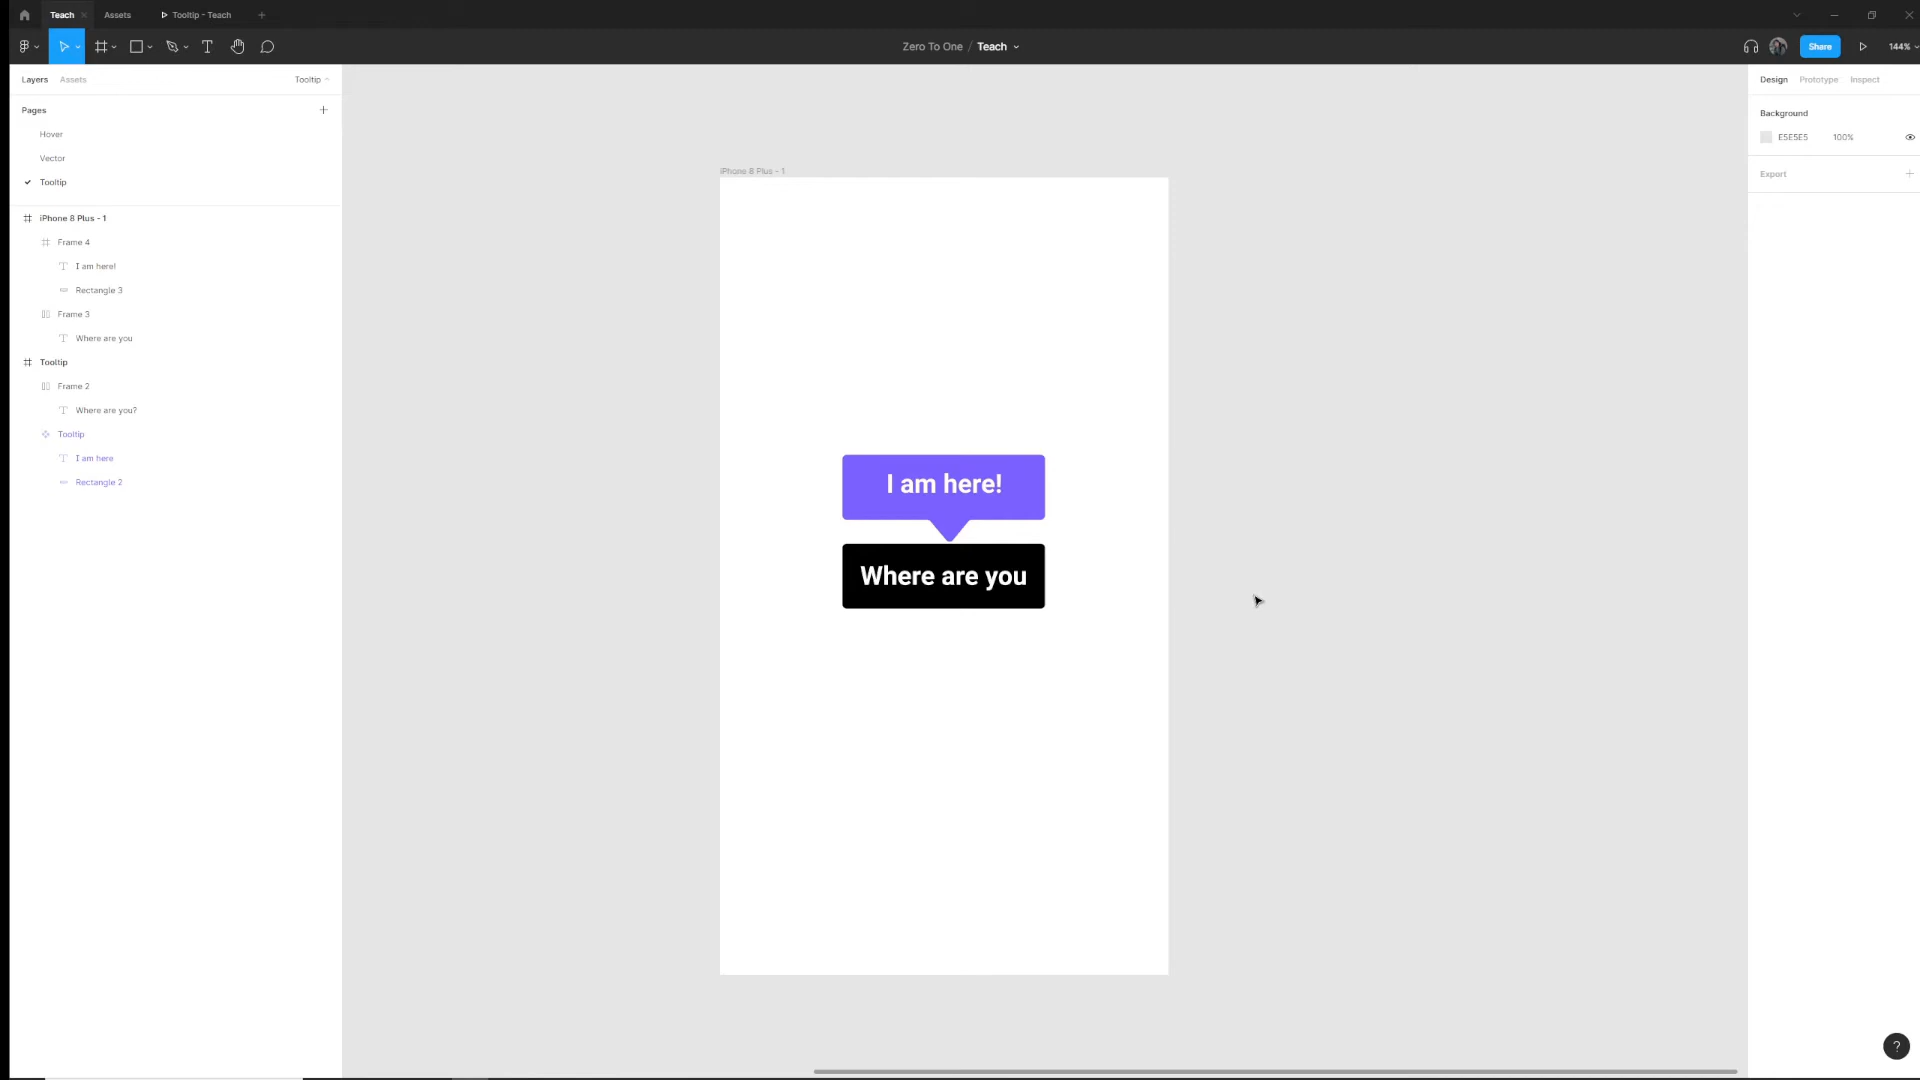 Teach
Assets
Tooltip - Teach
Zero To One / Teach
Share
144%
Layers
Assets
Tooltip
Design
Prototype
Inspect
Pages
Hover
Vector
Tooltip
Background
E5E5E5
100%
Export
iPhone 8 Plus - 1
Frame 4
I am here!
Rectangle 3
Frame 3
Where are you
Tooltip
Frame 2
Where are you?
Tooltip
I am here
Rectangle 2
iPhone 8 Plus - 1
I am here!
Where are you
?